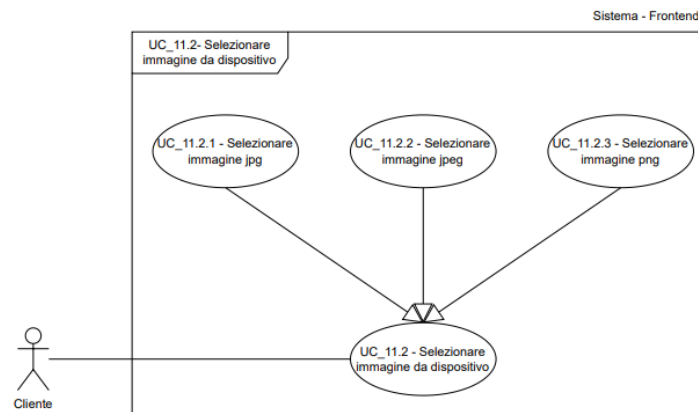 Sistema - Frontend
UC_11.2- Selezionare
immagine da dispositivo
UC_11.2.1 - Selezionare
immagine jpg
UC_11.2.2 - Selezionare
immagine jpeg
UC_11.2.3 - Selezionare
immagine png
UC_11.2 - Selezionare
immagine da dispositivo
Cliente